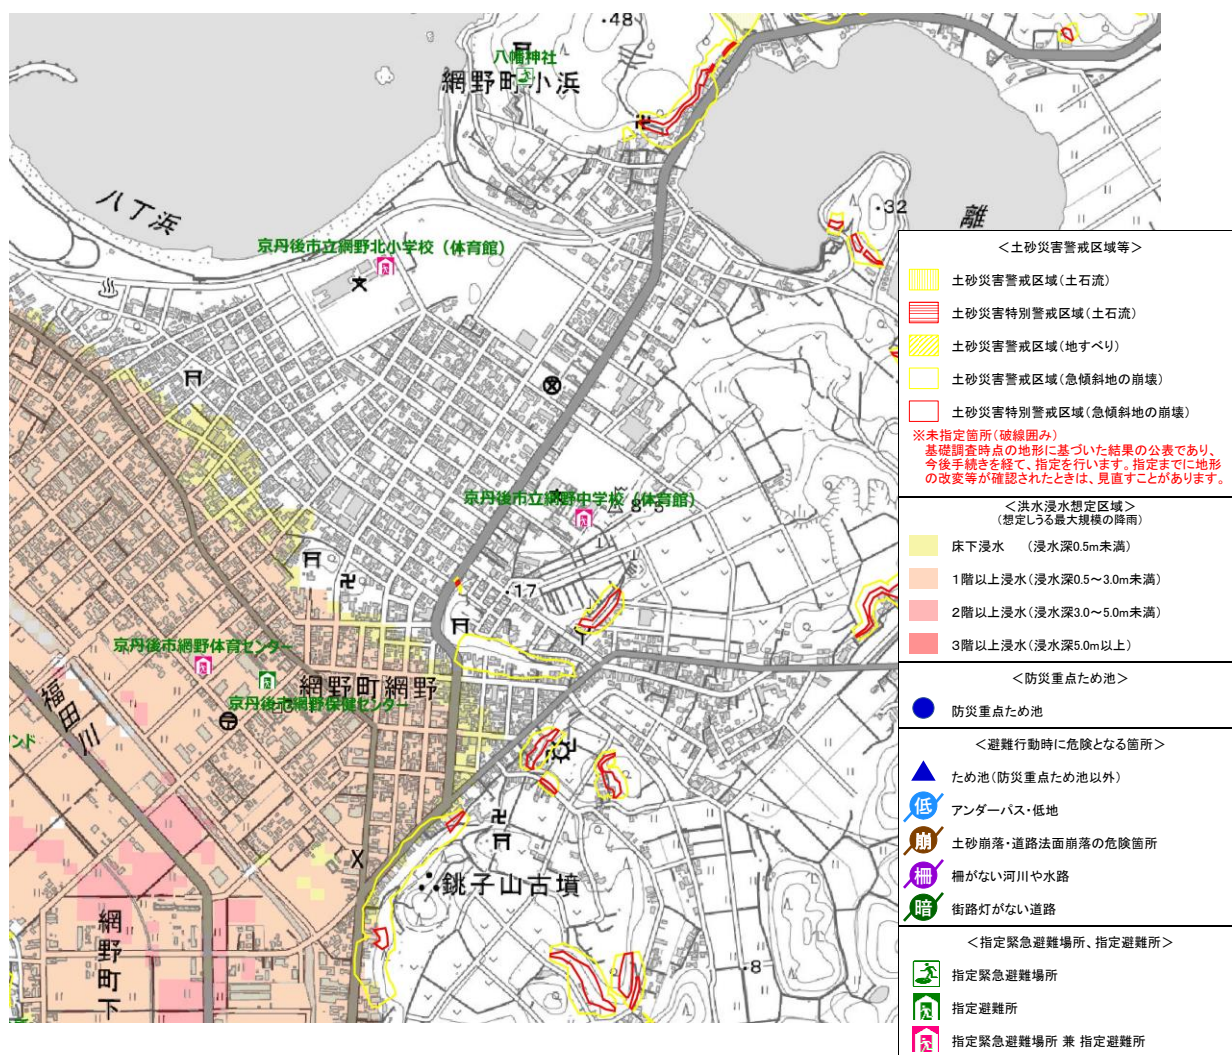 ・48
八幡神社
網野町小浜
八丁浜
・32
離
京丹後市立網野北小学校（体育館）
京丹後市立網野中学校（体育館）
・17
京丹後市網野体育センター
網野町網野
京丹後市網野保健センター
福田川
ンド
銚子山古墳
網野町下
・8
＜土砂災害警戒区域等＞
土砂災害警戒区域（土石流）
土砂災害特別警戒区域（土石流）
土砂災害警戒区域（地すべり）
土砂災害警戒区域（急傾斜地の崩壊）
土砂災害特別警戒区域（急傾斜地の崩壊）
※未指定箇所（破線囲み）
基礎調査時点の地形に基づいた結果の公表であり、
今後手続きを経て、指定を行います。指定までに地形
の改変等が確認されたときは、見直すことがあります。
＜洪水浸水想定区域＞
（想定しうる最大規模の降雨）
床下浸水　（浸水深0.5m未満）
1階以上浸水（浸水深0.5～3.0m未満）
2階以上浸水（浸水深3.0～5.0m未満）
3階以上浸水（浸水深5.0m以上）
＜防災重点ため池＞
防災重点ため池
＜避難行動時に危険となる箇所＞
ため池（防災重点ため池以外）
低 アンダーパス・低地
崩 土砂崩落・道路法面崩落の危険箇所
柵 柵がない河川や水路
暗 街路灯がない道路
＜指定緊急避難場所、指定避難所＞
指定緊急避難場所
指定避難所
指定緊急避難場所 兼 指定避難所